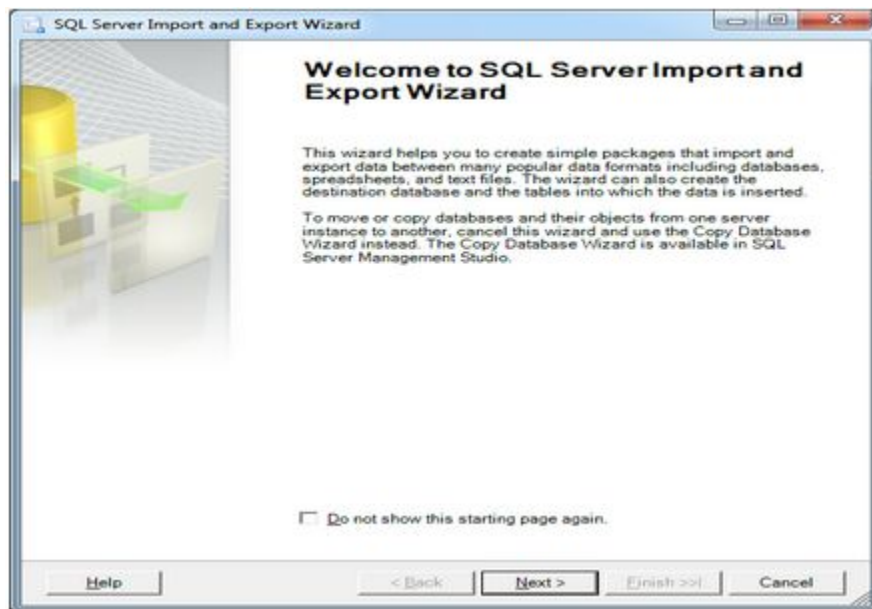 SQL Server Import and Export Wizard
Welcome to SQL Server Import and
Export Wizard
This wizard helps you to create simple packages that import and
export data between many popular data formats including databases,
spreadsheets, and text files. The wizard can also create the
destination database and the tables into which the data is inserted.
To move or copy databases and their objects from one server
instance to another, cancel this wizard and use the Copy Database
Wizard instead. The Copy Database Wizard is available in SQL
Server Management Studio.
Do not show this starting page again.
Help
< Back
Next >
Finish >>|
Cancel